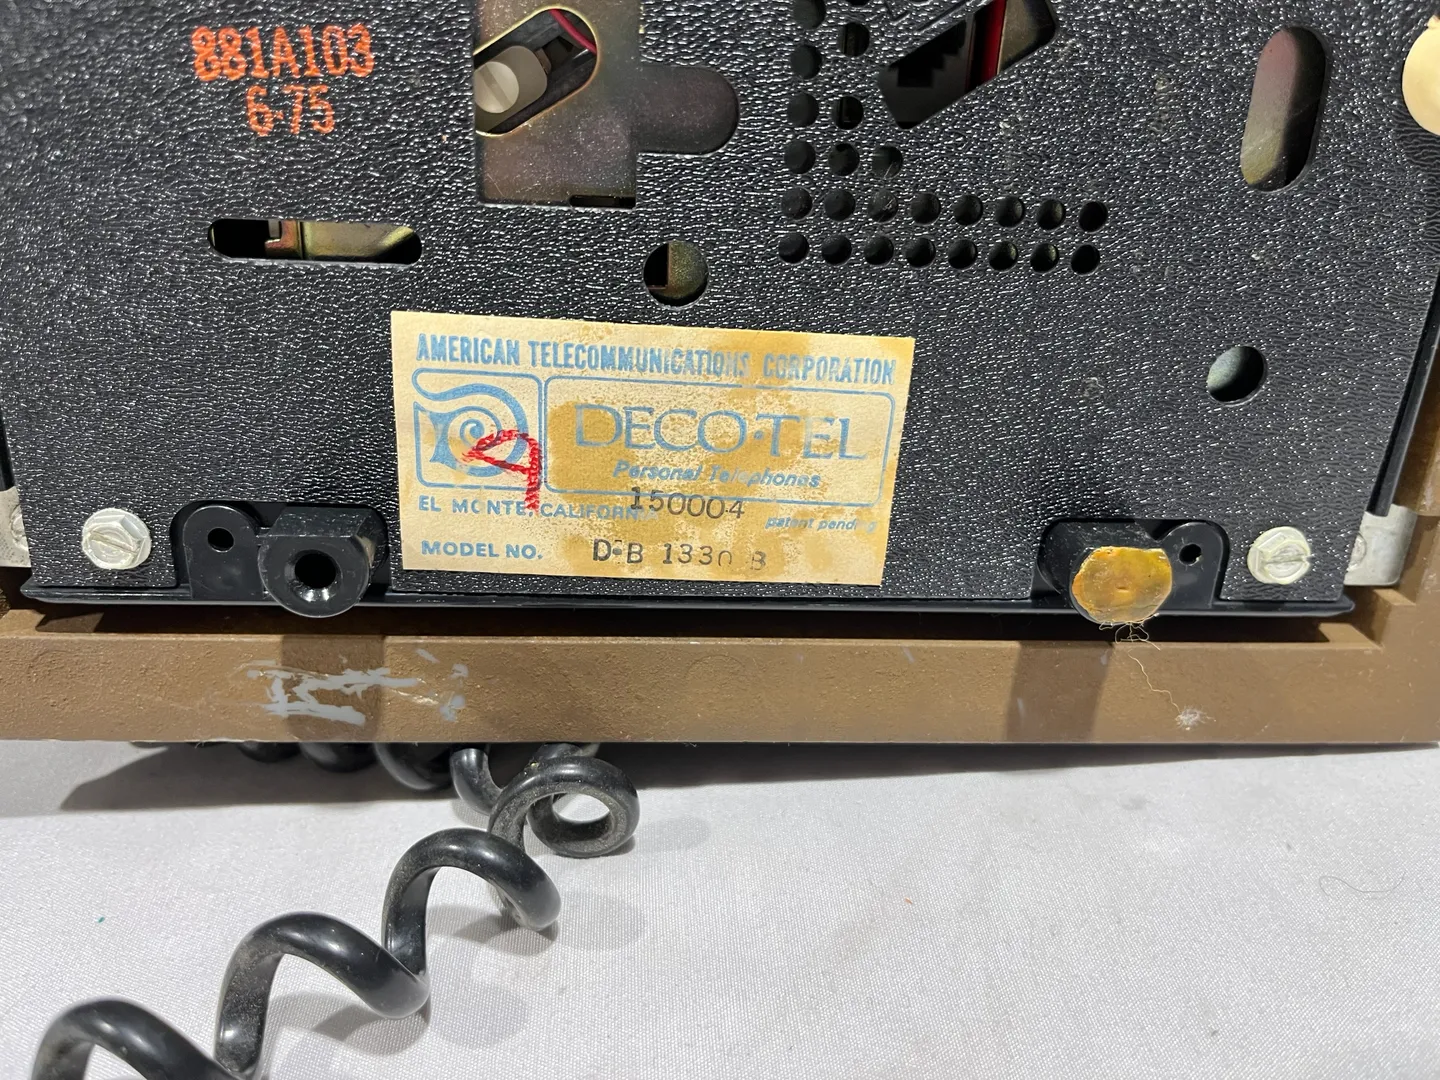 881A103
6-75
AMERICAN TELECOMMUNICATIONS CORPORATION
DECO•TEL
Personal Telephones
EL MONTE, CALIFORNIA 150004 patent pending
MODEL NO. D-B 1330 B